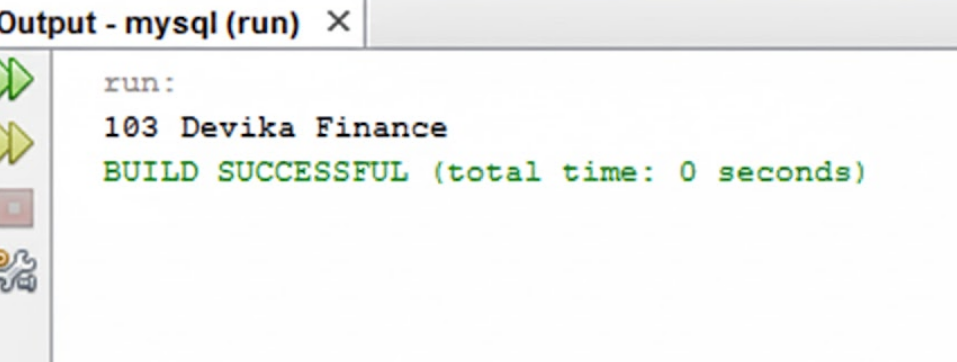 Output - mysql (run) ×
run:
103 Devika Finance
BUILD SUCCESSFUL (total time: 0 seconds)